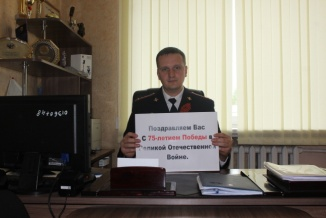 Поздравляем Вас
С 75-летием Победы в
Великой Отечественной
Войне.